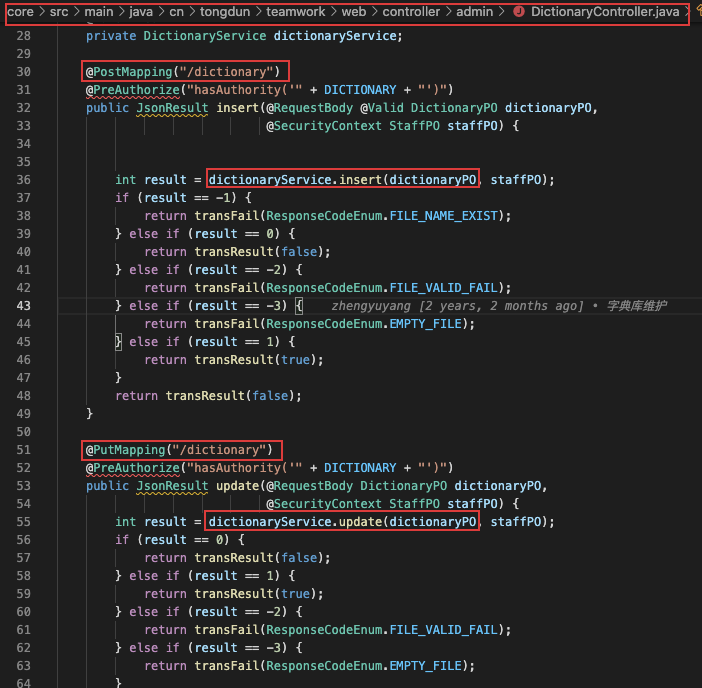 core > src > main > java > cn > tongdun > teamwork > web > controller > admin > DictionaryController.java >
28 private DictionaryService dictionaryService;
29
30 @PostMapping("/dictionary")
31 @PreAuthorize("hasAuthority('" + DICTIONARY + "')")
32 public JsonResult insert(@RequestBody @Valid DictionaryPO dictionaryPO,
33 @SecurityContext StaffPO staffPO) {
34
35
36 int result = dictionaryService.insert(dictionaryPO, staffPO);
37 if (result == -1) {
38 return transFail(ResponseCodeEnum.FILE_NAME_EXIST);
39 } else if (result == 0) {
40 return transResult(false);
41 } else if (result == -2) {
42 return transFail(ResponseCodeEnum.FILE_VALID_FAIL);
43 } else if (result == -3) { zhengyuyang [2 years, 2 months ago] • 字典库维护
44 return transFail(ResponseCodeEnum.EMPTY_FILE);
45 } else if (result == 1) {
46 return transResult(true);
47 }
48 return transResult(false);
49 }
50
51 @PutMapping("/dictionary")
52 @PreAuthorize("hasAuthority('" + DICTIONARY + "')")
53 public JsonResult update(@RequestBody DictionaryPO dictionaryPO,
54 @SecurityContext StaffPO staffPO) {
55 int result = dictionaryService.update(dictionaryPO, staffPO);
56 if (result == 0) {
57 return transResult(false);
58 } else if (result == 1) {
59 return transResult(true);
60 } else if (result == -2) {
61 return transFail(ResponseCodeEnum.FILE_VALID_FAIL);
62 } else if (result == -3) {
63 return transFail(ResponseCodeEnum.EMPTY_FILE);
64 }